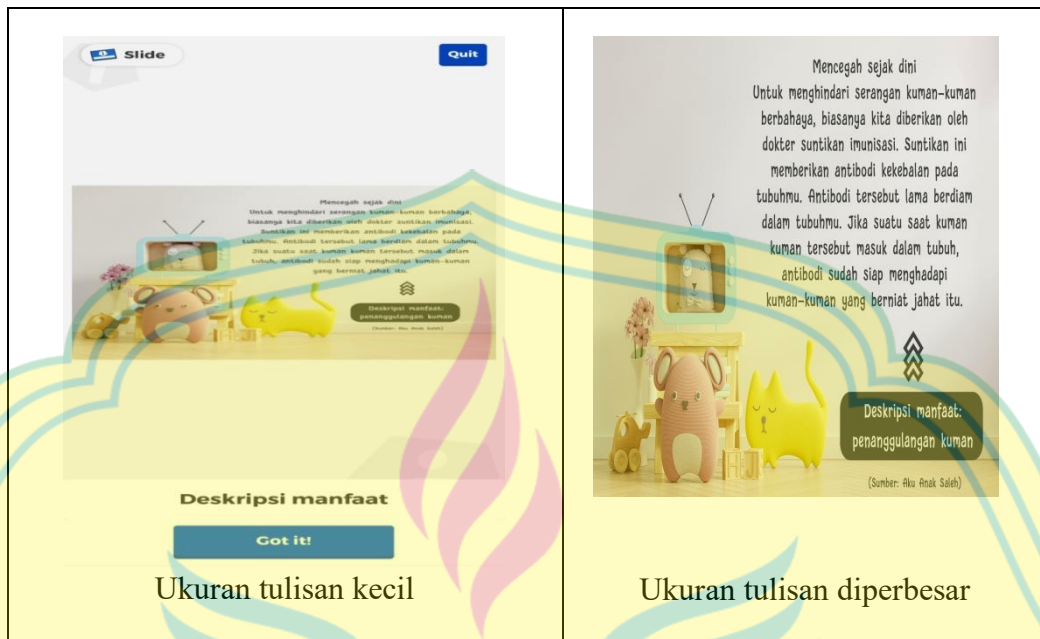 Slide
Quit
Mencegah sejak dini
Untuk menghindari serangan kuman-kuman berbahaya,
biasanya kita diberikan oleh dokter suntikan imunisasi.
Suntikan ini memberikan antibodi kekebalan pada
tubuhmu. Antibodi tersebut lama berdiam dalam tubuhmu.
Jika suatu saat kuman kuman tersebut masuk dalam
tubuh, antibodi sudah siap menghadapi kuman-kuman
yang berniat jahat itu.
Deskripsi manfaat:
penanggulangan kuman
(Sumber: Aku Anak Saleh)
Deskripsi manfaat
Got it!
Ukuran tulisan kecil
Mencegah sejak dini
Untuk menghindari serangan kuman-kuman
berbahaya, biasanya kita diberikan oleh
dokter suntikan imunisasi. Suntikan ini
memberikan antibodi kekebalan pada
tubuhmu. Antibodi tersebut lama berdiam
dalam tubuhmu. Jika suatu saat kuman
kuman tersebut masuk dalam tubuh,
antibodi sudah siap menghadapi
kuman-kuman yang berniat jahat itu.
Deskripsi manfaat:
penanggulangan kuman
(Sumber: Aku Anak Saleh)
HJ
Ukuran tulisan diperbesar